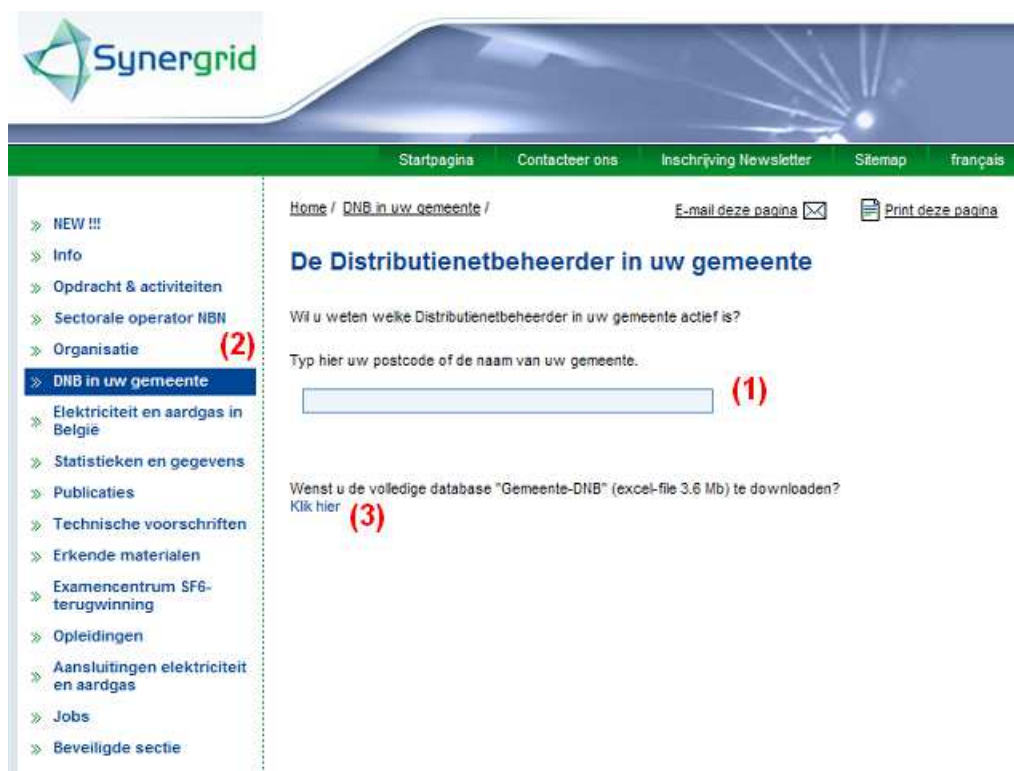 Synergrid
Startpagina Contacteer ons Inschrijving Newsletter Sitemap français
Home / DNB in uw gemeente /
E-mail deze pagina Print deze pagina
» NEW !!!
» Info
» Opdracht & activiteiten
» Sectorale operator NBN
» Organisatie
(2)
» DNB in uw gemeente
» Elektriciteit en aardgas in
België
» Statistieken en gegevens
» Publicaties
» Technische voorschriften
» Erkende materialen
» Examencentrum SF6-
terugwinning
» Opleidingen
» Aansluitingen elektriciteit
en aardgas
» Jobs
» Beveiligde sectie
De Distributienetbeheerder in uw gemeente
Wil u weten welke Distributienetbeheerder in uw gemeente actief is?
Typ hier uw postcode of de naam van uw gemeente.
(1)
Wenst u de volledige database "Gemeente-DNB" (excel-file 3.6 Mb) te downloaden?
Klik hier
(3)